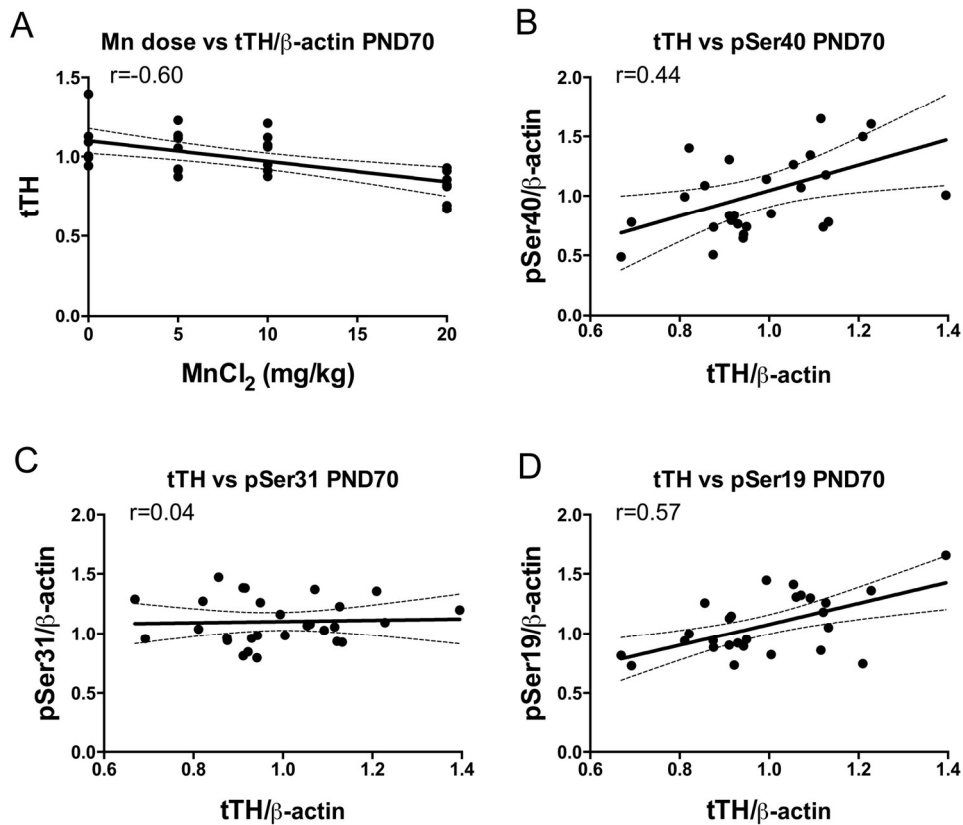 A
Mn dose vs tTH/β-actin PND70
r=-0.60
tTH
1.5
1.0
0.5
0.0
0
5
10
15
20
MnCl₂ (mg/kg)
B
tTH vs pSer40 PND70
r=0.44
pSer40/β-actin
2.0
1.5
1.0
0.5
0.0
0.6
0.8
1.0
1.2
1.4
tTH/β-actin
C
tTH vs pSer31 PND70
r=0.04
pSer31/β-actin
2.0
1.5
1.0
0.5
0.0
0.6
0.8
1.0
1.2
1.4
tTH/β-actin
D
tTH vs pSer19 PND70
r=0.57
pSer19/β-actin
2.0
1.5
1.0
0.5
0.0
0.6
0.8
1.0
1.2
1.4
tTH/β-actin